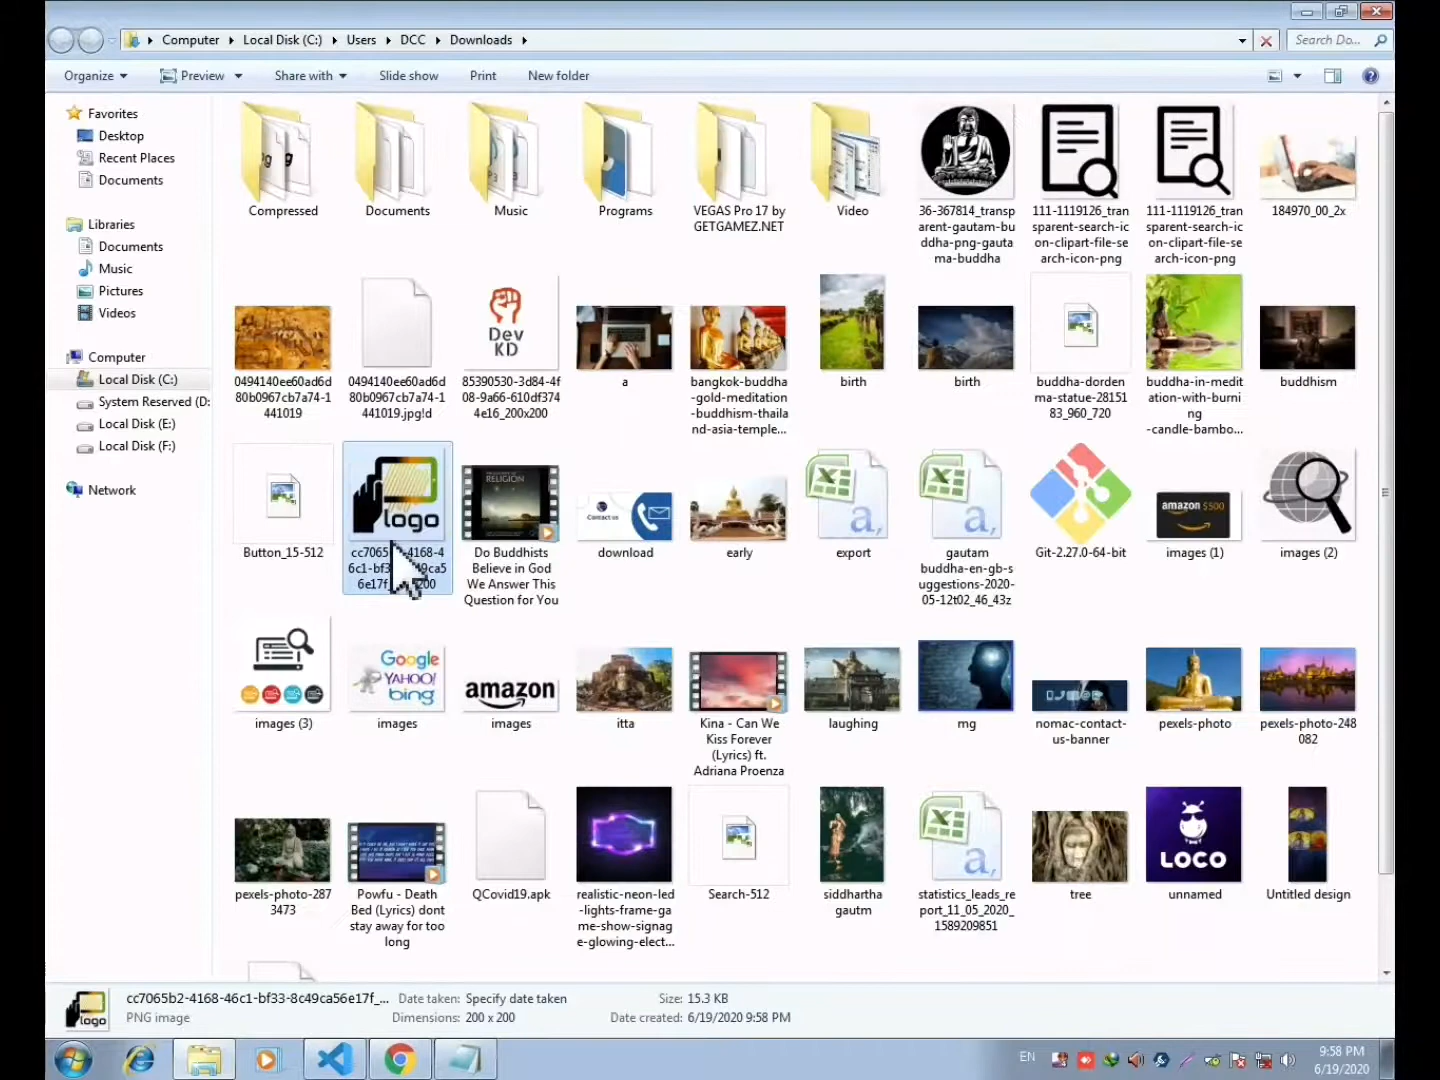 Computer Local Disk (C:) Users DCC Downloads
Search Do...
Organize Preview Share with Slide show Print New folder
Favorites
Desktop
Recent Places
Documents
Libraries
Documents
Music
Pictures
Videos
Computer
Local Disk (C:)
System Reserved (D:
Local Disk (E:)
Local Disk (F:)
Network
Compressed
Documents
Music
Programs
VEGAS Pro 17 by
GETGAMEZ.NET
Video
36-367814_transp
arent-gautam-bu
ddha-png-gauta
ma-buddha
111-1119126_tran
sparent-search-ic
on-clipart-file-se
arch-icon-png
111-1119126_tran
sparent-search-ic
on-clipart-file-se
arch-icon-png
184970_00_2x
0494140ee60ad6d
80b0967cb7a74-1
441019
0494140ee60ad6d
80b0967cb7a74-1
441019.jpg!d
Dev
KD
85390530-3d84-4f
08-9a66-610df374
4e16_200x200
a
bangkok-buddha
-gold-meditation
-buddhism-thaila
nd-asia-temple...
birth
birth
buddha-dorden
ma-statue-28151
83_960_720
buddha-in-medit
ation-with-burni
ng
-candle-bambo...
buddhism
Button_15-512
logo
RELIGION
Do Buddhists
Believe in God
We Answer This
Question for You
Contact us
download
early
a,
export
a,
gautam
buddha-en-gb-s
uggestions-2020-
05-12t02_46_43z
Git-2.27.0-64-bit
amazon $500
images (1)
images (2)
images (3)
Google
YAHOO!
bing
images
amazon
images
itta
Kina - Can We
Kiss Forever
(Lyrics) ft.
Adriana Proenza
laughing
mg
nomac-contact-
us-banner
pexels-photo
pexels-photo-248
082
pexels-photo-287
3473
Powfu - Death
Bed (Lyrics) dont
stay away for too
long
QCovid19.apk
realistic-neon-led
-lights-frame-ga
me-show-signag
e-glowing-elect...
Search-512
siddhartha
gautm
a,
statistics_leads_re
port_11_05_2020_
1589209851
tree
LOCO
unnamed
Untitled design
logo
cc7065b2-4168-46c1-bf33-8c49ca56e17f_... Date taken: Specify date taken Size: 15.3 KB
PNG image Dimensions: 200 x 200 Date created: 6/19/2020 9:58 PM
EN
9:58 PM
6/19/2020